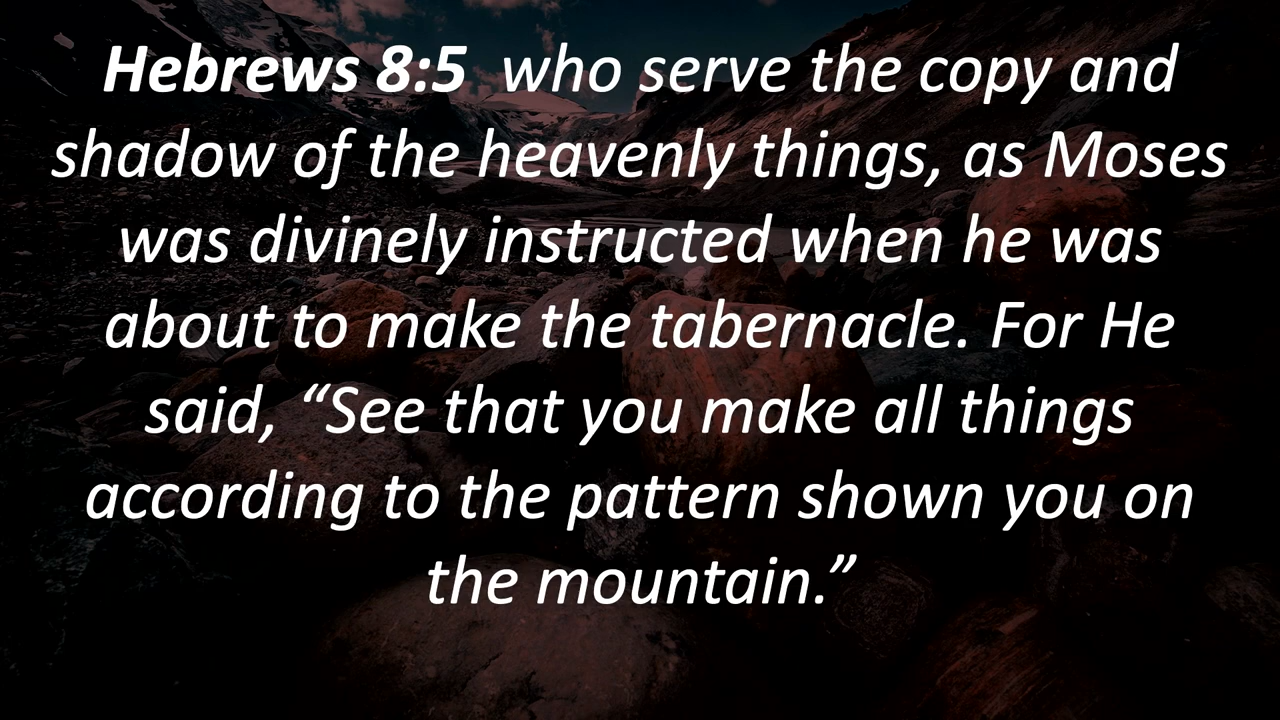 Hebrews 8:5 who serve the copy and
shadow of the heavenly things, as Moses
was divinely instructed when he was
about to make the tabernacle. For He
said, “See that you make all things
according to the pattern shown you on
the mountain.”